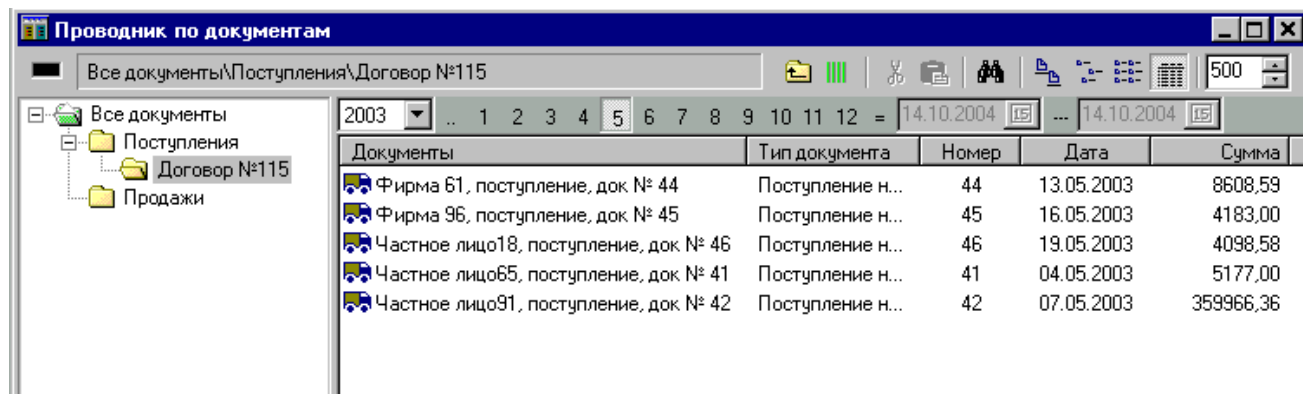 Проводник по документам
Все документы\Поступления\Договор №115
500
Все документы
Поступления
Договор №115
Продажи
2003 .. 1 2 3 4 5 6 7 8 9 10 11 12 = 14.10.2004 15 ... 14.10.2004 15
Документы Тип документа Номер Дата Сумма
Фирма 61, поступление, док № 44 Поступление н... 44 13.05.2003 8608,59
Фирма 96, поступление, док № 45 Поступление н... 45 16.05.2003 4183,00
Частное лицо18, поступление, док № 46 Поступление н... 46 19.05.2003 4098,58
Частное лицо65, поступление, док № 41 Поступление н... 41 04.05.2003 5177,00
Частное лицо91, поступление, док № 42 Поступление н... 42 07.05.2003 359966,36